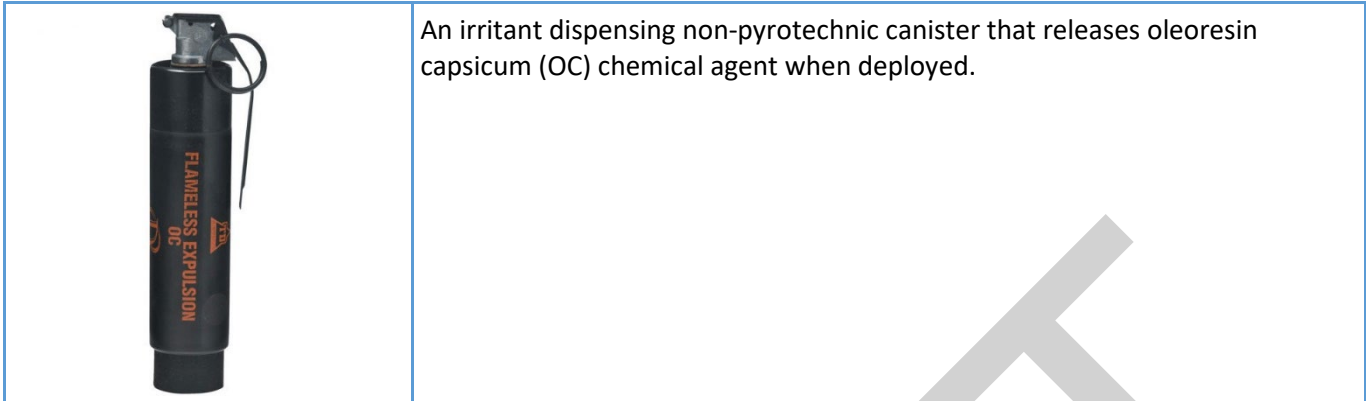 An irritant dispensing non-pyrotechnic canister that releases oleoresin
capsicum (OC) chemical agent when deployed.
FLAMELESS EXPULSION
OC